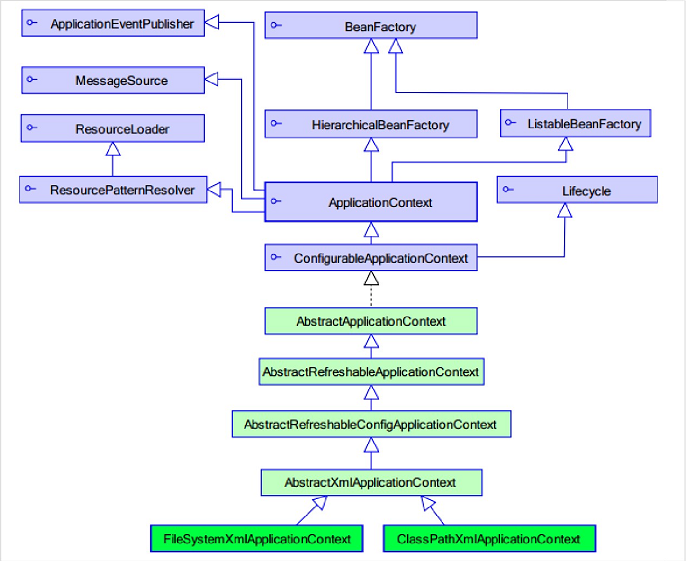 ApplicationEventPublisher
BeanFactory
MessageSource
ResourceLoader
HierarchicalBeanFactory
ListableBeanFactory
ResourcePatternResolver
ApplicationContext
Lifecycle
ConfigurableApplicationContext
AbstractApplicationContext
AbstractRefreshableApplicationContext
AbstractRefreshableConfigApplicationContext
AbstractXmlApplicationContext
FileSystemXmlApplicationContext
ClassPathXmlApplicationContext